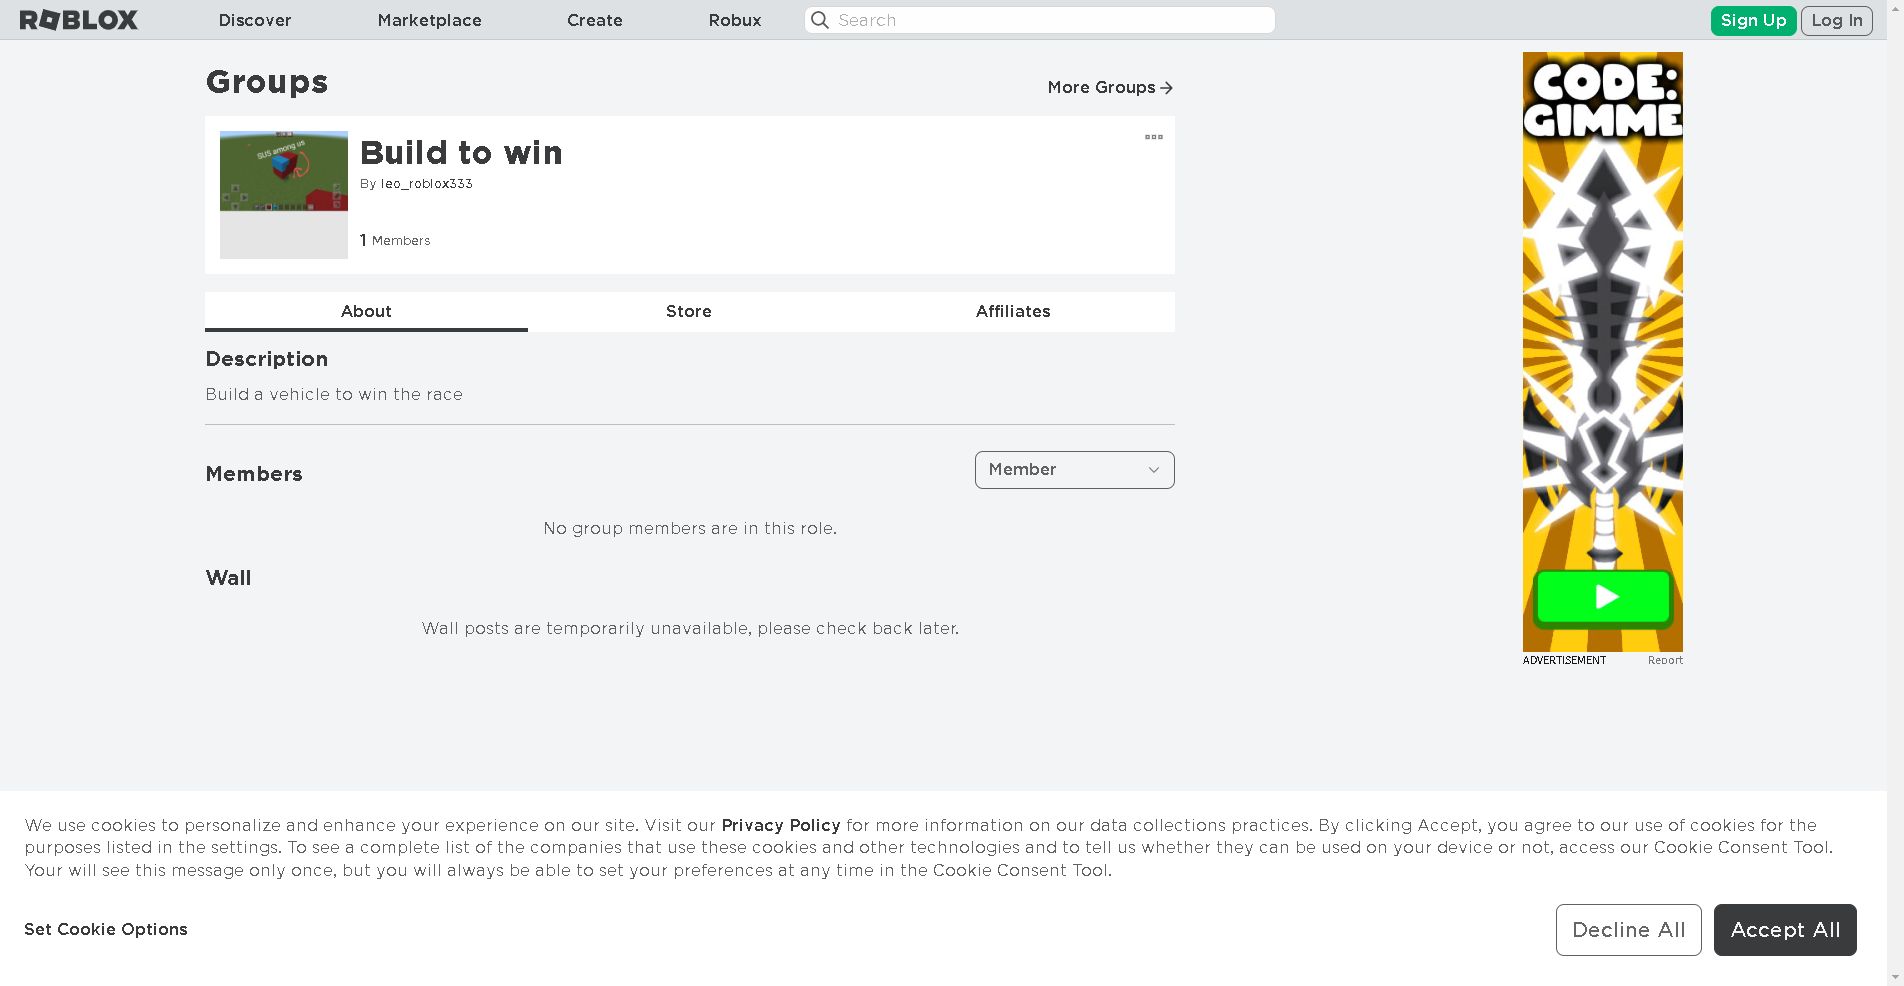 ROBLOX
Discover
Marketplace
Create
Robux
Search
Sign Up
Log In
Groups
More Groups
SUS among us
Build to win
By leo_roblox333
1 Members
About
Store
Affiliates
Description
Build a vehicle to win the race
Members
Member
No group members are in this role.
Wall
Wall posts are temporarily unavailable, please check back later.
CODE:
GIMME
ADVERTISEMENT
Report
We use cookies to personalize and enhance your experience on our site. Visit our Privacy Policy for more information on our data collections practices. By clicking Accept, you agree to our use of cookies for the
purposes listed in the settings. To see a complete list of the companies that use these cookies and other technologies and to tell us whether they can be used on your device or not, access our Cookie Consent Tool.
Your will see this message only once, but you will always be able to set your preferences at any time in the Cookie Consent Tool.
Set Cookie Options
Decline All
Accept All